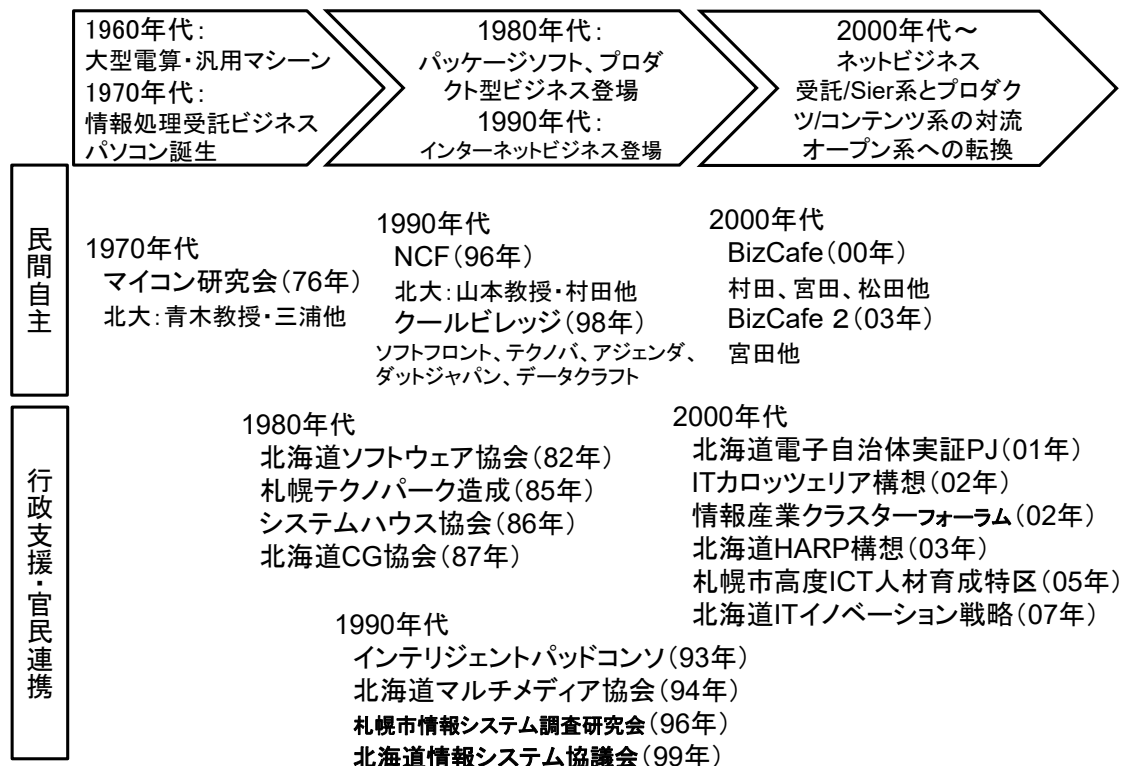 1960年代：
大型電算・汎用マシーン
1970年代：
情報処理受託ビジネス
パソコン誕生
1980年代：
パッケージソフト、プロダ
クト型ビジネス登場
1990年代：
インターネットビジネス登場
2000年代～
ネットビジネス
受託/Sier系とプロダク
ツ/コンテンツ系の対流
オープン系への転換
民間自主
1970年代
マイコン研究会（76年）
北大：青木教授・三浦他
1990年代
NCF（96年）
北大：山本教授・村田他
クールビレッジ（98年）
ソフトフロント、テクノバ、アジェンダ、
ダットジャパン、データクラフト
2000年代
BizCafe（00年）
村田、宮田、松田他
BizCafe ２（03年）
宮田他
行政支援・官民連携
1980年代
北海道ソフトウェア協会（82年）
札幌テクノパーク造成（85年）
システムハウス協会（86年）
北海道CG協会（87年）
1990年代
インテリジェントパッドコンソ（93年）
北海道マルチメディア協会（94年）
札幌市情報システム調査研究会（96年）
北海道情報システム協議会（99年）
2000年代
北海道電子自治体実証PJ（01年）
ITカロッツェリア構想（02年）
情報産業クラスターフォーラム（02年）
北海道HARP構想（03年）
札幌市高度ICT人材育成特区（05年）
北海道ITイノベーション戦略（07年）